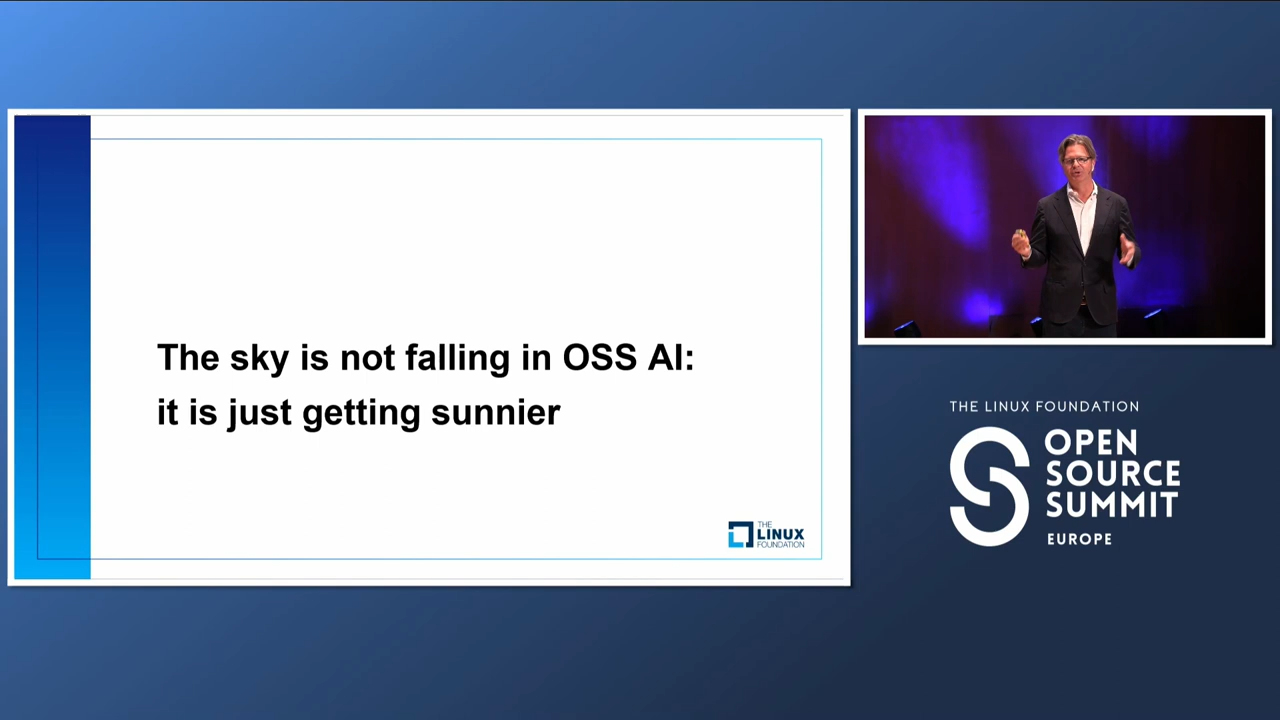 The sky is not falling in OSS AI:
it is just getting sunnier
THE
LINUX
FOUNDATION
THE LINUX FOUNDATION
OPEN
SOURCE
SUMMIT
EUROPE